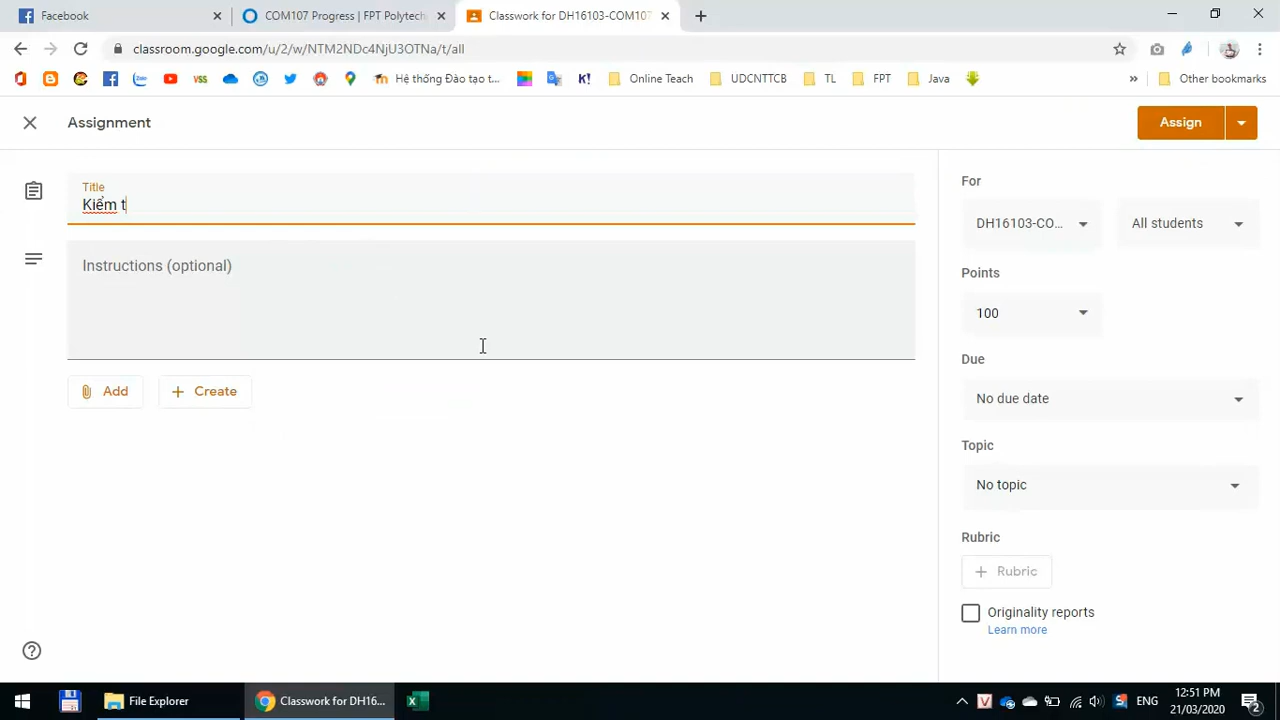 Facebook
COM107 Progress | FPT Polytech
Classwork for DH16103-COM107
classroom.google.com/u/2/w/NTM2NDc4NjU3OTNa/t/all
Hệ thống Đào tạo t...
K!
Online Teach
UDCNTTCB
TL
FPT
Java
»
Other bookmarks
Assignment
Assign
Title
Kiểm t
Instructions (optional)
Add
Create
For
DH16103-CO...
All students
Points
100
Due
No due date
Topic
No topic
Rubric
Rubric
Originality reports
Learn more
File Explorer
Classwork for DH16...
ENG
12:51 PM
21/03/2020
2